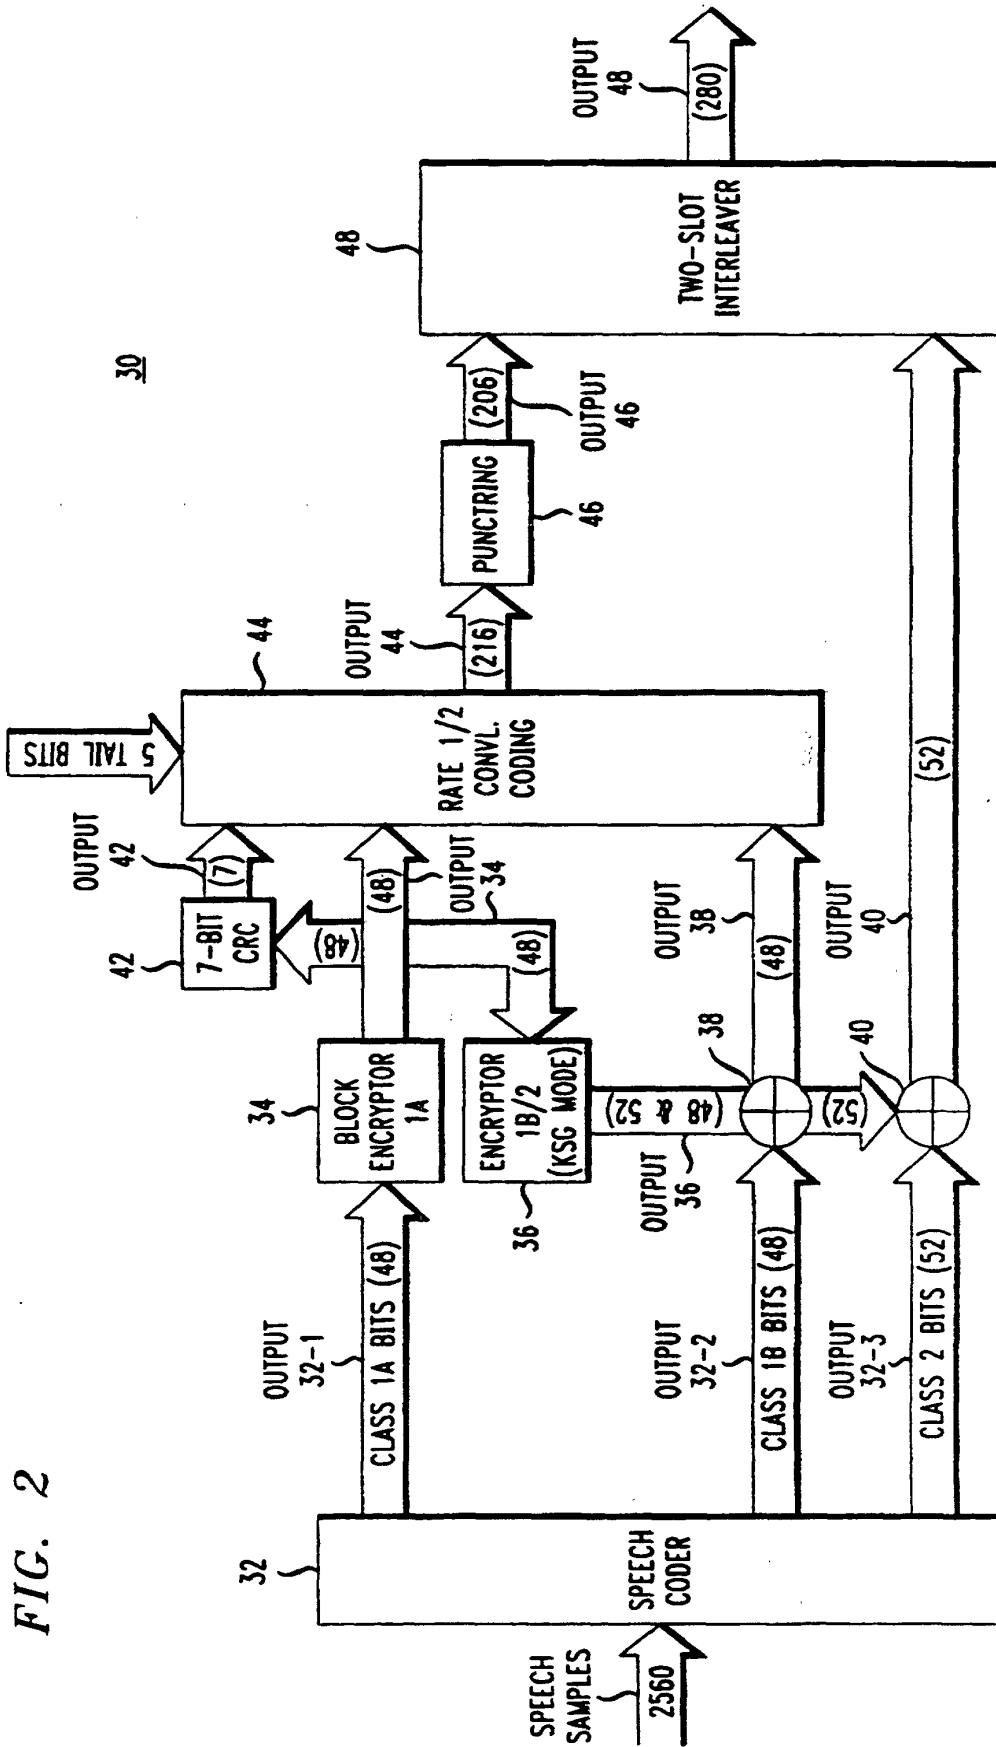 FIG. 2
30
SPEECH
SAMPLES
2560
32
SPEECH
CODER
OUTPUT
32-1
CLASS 1A BITS (48)
OUTPUT
32-2
CLASS 1B BITS (48)
OUTPUT
32-3
CLASS 2 BITS (52)
34
BLOCK
ENCRYPTOR
1A
36
ENCRYPTOR
1B/2
(KSG MODE)
OUTPUT
36
(48 & 52)
38
(52)
40
42
7-BIT
CRC
(48)
(48)
(48)
OUTPUT
34
OUTPUT
42
(7)
OUTPUT
38
(48)
OUTPUT
40
(52)
5 TAIL BITS
44
RATE 1/2
CONVL.
CODING
OUTPUT
44
(216)
PUNCTRING
46
(206)
OUTPUT
46
48
TWO-SLOT
INTERLEAVER
OUTPUT
48
(280)